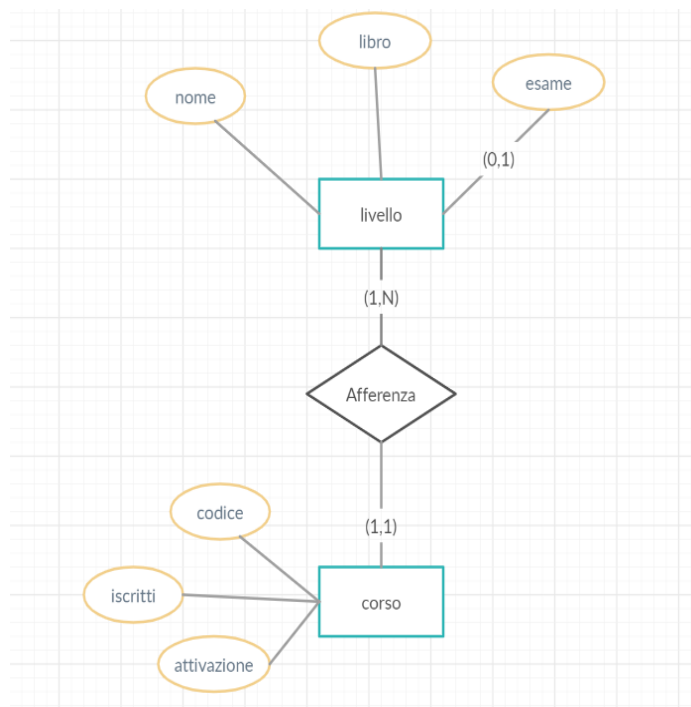 libro
nome
esame
(0,1)
livello
(1,N)
Afferenza
codice
(1,1)
iscritti
corso
attivazione